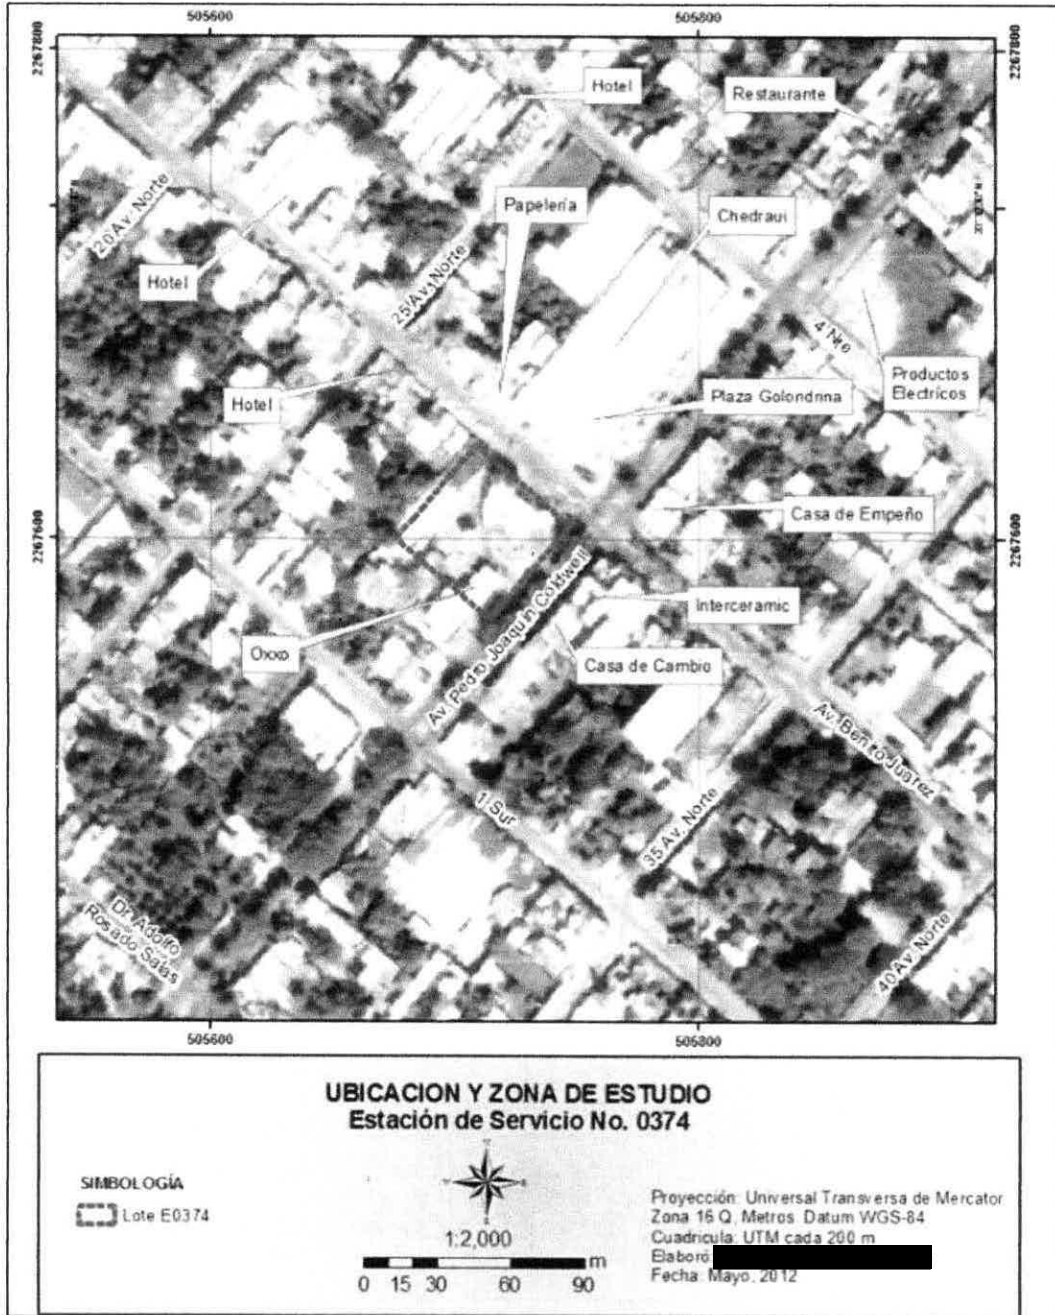 505600
505800
2267800
2267800
Hotel
Restaurante
20 Av. Norte
Papelería
Chedraui
Hotel
25 Av. Norte
4 Nte
Productos
Electricos
Hotel
Plaza Golondrina
Casa de Empeño
2267600
2267600
Interceramic
Oxxo
Av. Pedro Joaquin Coldwell
Casa de Cambio
Av. Benito Juarez
1 Sur
35 Av. Norte
Dr. Adolfo
Rosado Salas
40 Av. Norte
505600
505800
UBICACION Y ZONA DE ESTUDIO
Estación de Servicio No. 0374
SIMBOLOGÍA
Lote E0374
1:2,000
m
0 15 30 60 90
Proyección: Universal Transversa de Mercator
Zona 16 Q, Metros. Datum WGS-84
Cuadricula: UTM cada 200 m
Elaboró:
Fecha: Mayo, 2012